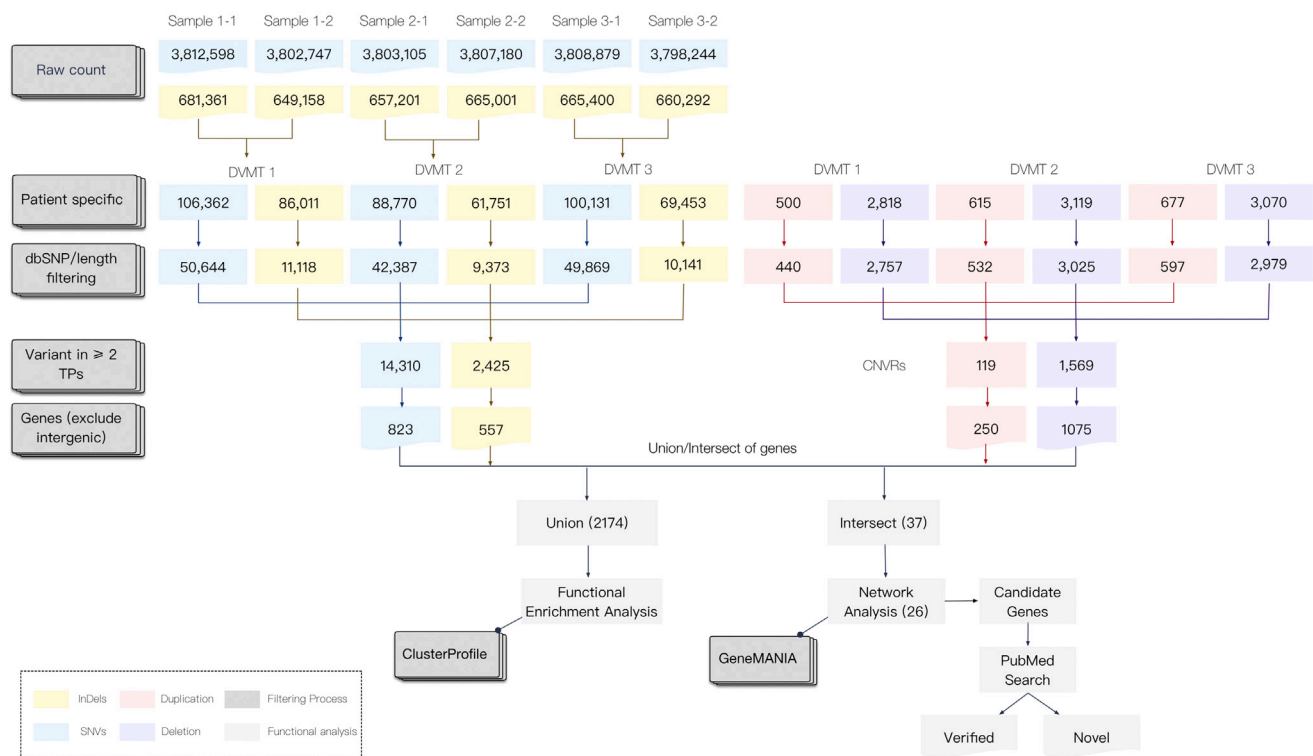 Sample 1-1 Sample 1-2 Sample 2-1 Sample 2-2 Sample 3-1 Sample 3-2
Raw count
3,812,598 3,802,747 3,803,105 3,807,180 3,808,879 3,798,244
681,361 649,158 657,201 665,001 665,400 660,292
DVMT 1 DVMT 2 DVMT 3 DVMT 1 DVMT 2 DVMT 3
Patient specific
106,362 86,011 88,770 61,751 100,131 69,453 500 2,818 615 3,119 677 3,070
dbSNP/length
filtering
50,644 11,118 42,387 9,373 49,869 10,141 440 2,757 532 3,025 597 2,979
Variant in ≥ 2
TPs
14,310 2,425 CNVRs 119 1,569
Genes (exclude
intergenic)
823 557 250 1075
Union/Intersect of genes
Union (2174) Intersect (37)
Functional
Enrichment Analysis
Network
Analysis (26)
Candidate
Genes
ClusterProfile GeneMANIA
PubMed
Search
Verified Novel
InDels Duplication Filtering Process
SNVs Deletion Functional analysis